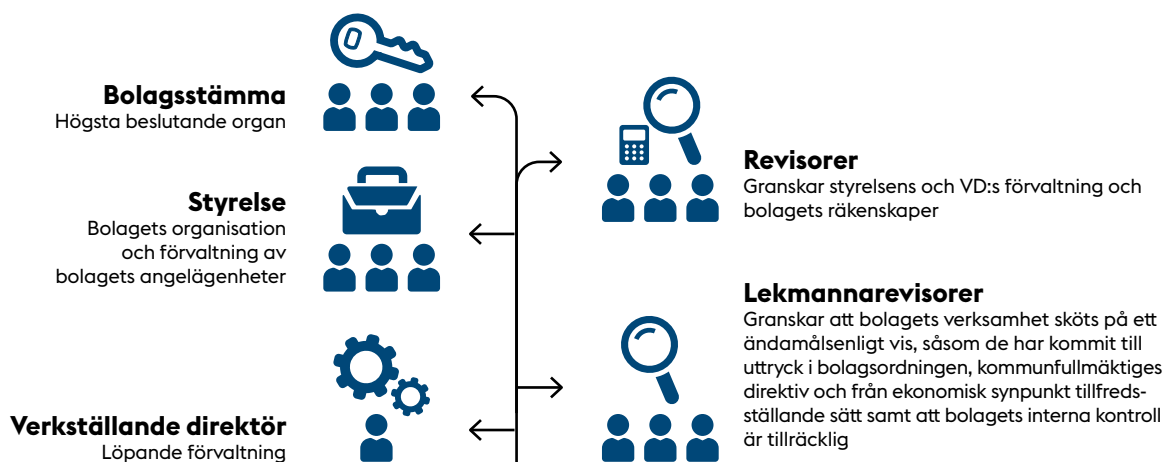 Bolagsstämma
Högsta beslutande organ
Styrelse
Bolagets organisation
och förvaltning av
bolagets angelägenheter
Verkställande direktör
Löpande förvaltning
Revisorer
Granskar styrelsens och VD:s förvaltning och
bolagets räkenskaper
Lekmannarevisorer
Granskar att bolagets verksamhet sköts på ett
ändamålsenligt vis, såsom de har kommit till
uttryck i bolagsordningen, kommunfullmäktiges
direktiv och från ekonomisk synpunkt tillfreds-
ställande sätt samt att bolagets interna kontroll
är tillräcklig